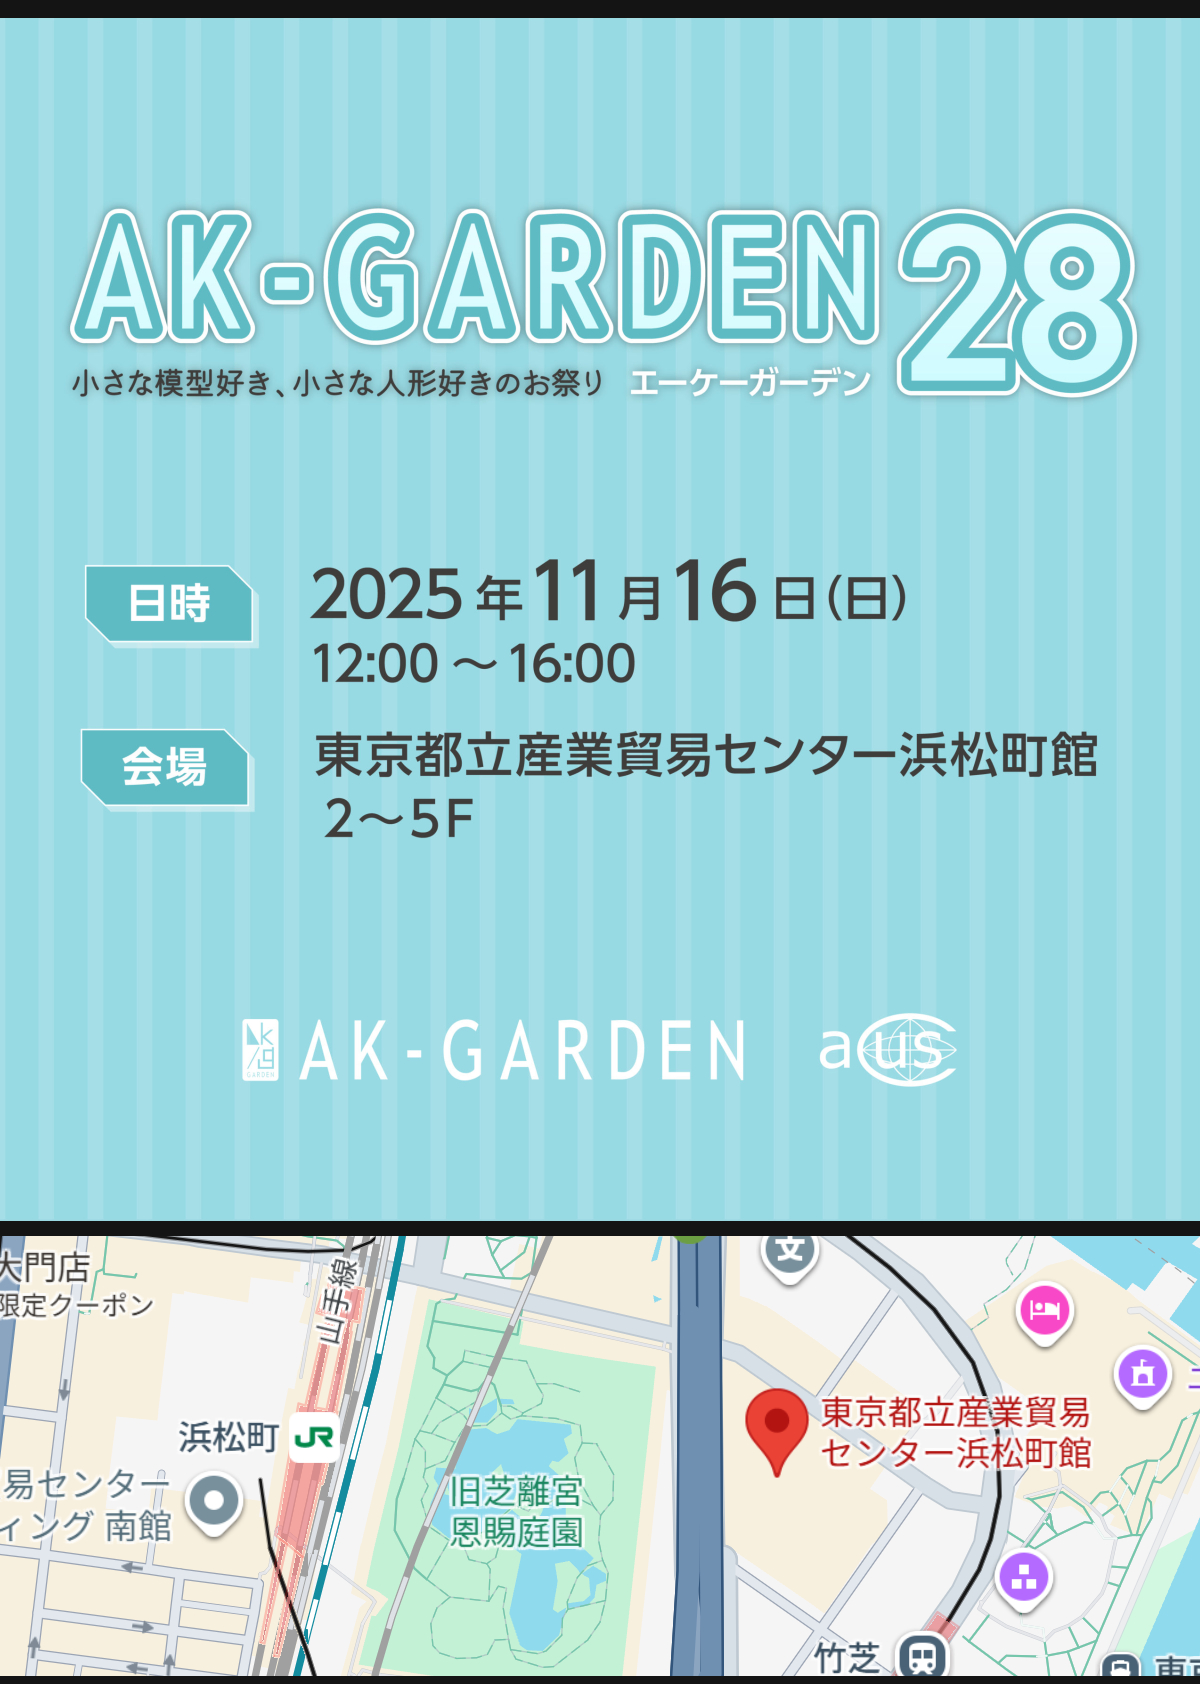 AK-GARDEN 28
小さな模型好き、小さな人形好きのお祭り エーケーガーデン
日時
2025年11月16日(日)
12:00～16:00
会場
東京都立産業貿易センター浜松町館
2～5F
Ak/g GARDEN
AK-GARDEN
acus
大門店
限定クーポン
山手線
文
浜松町
JR
易センター
ィング 南館
旧芝離宮
恩賜庭園
東京都立産業貿易
センター浜松町館
竹芝